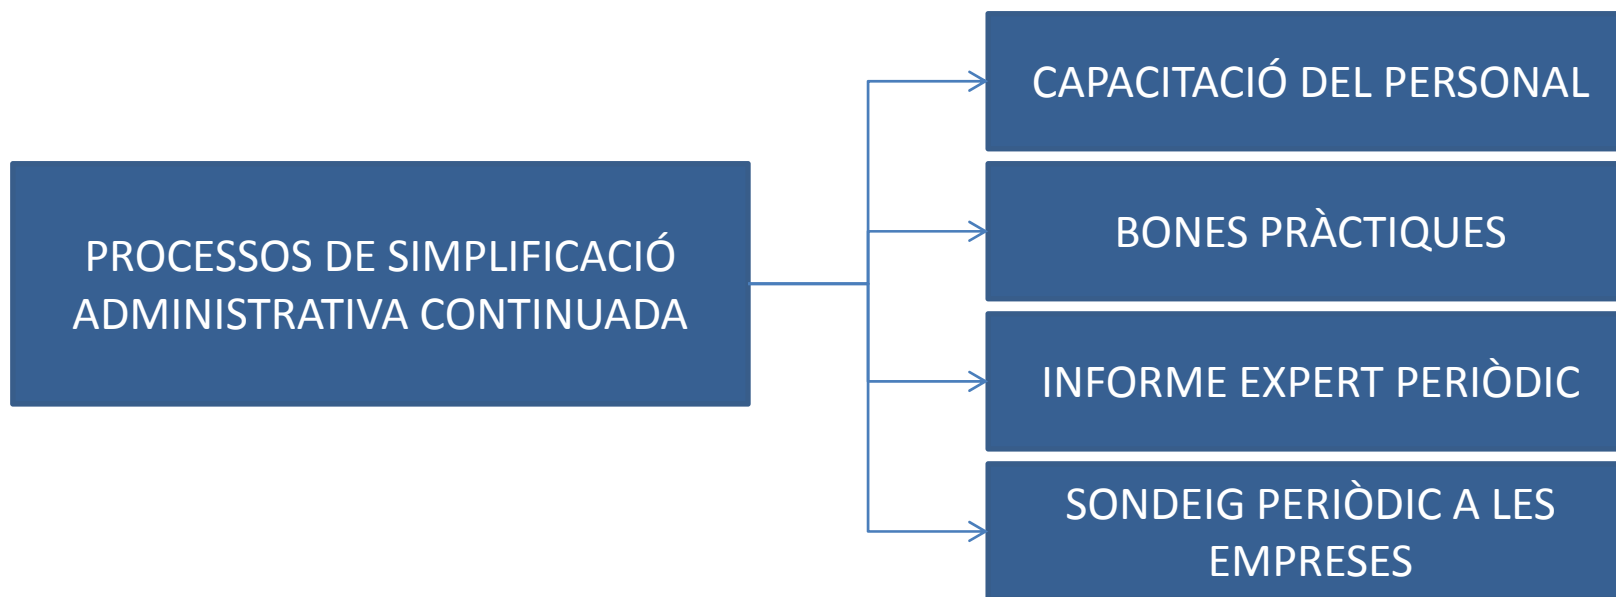 PROCESSOS DE SIMPLIFICACIÓ
ADMINISTRATIVA CONTINUADA
CAPACITACIÓ DEL PERSONAL
BONES PRÀCTIQUES
INFORME EXPERT PERIÒDIC
SONDEIG PERIÒDIC A LES
EMPRESES